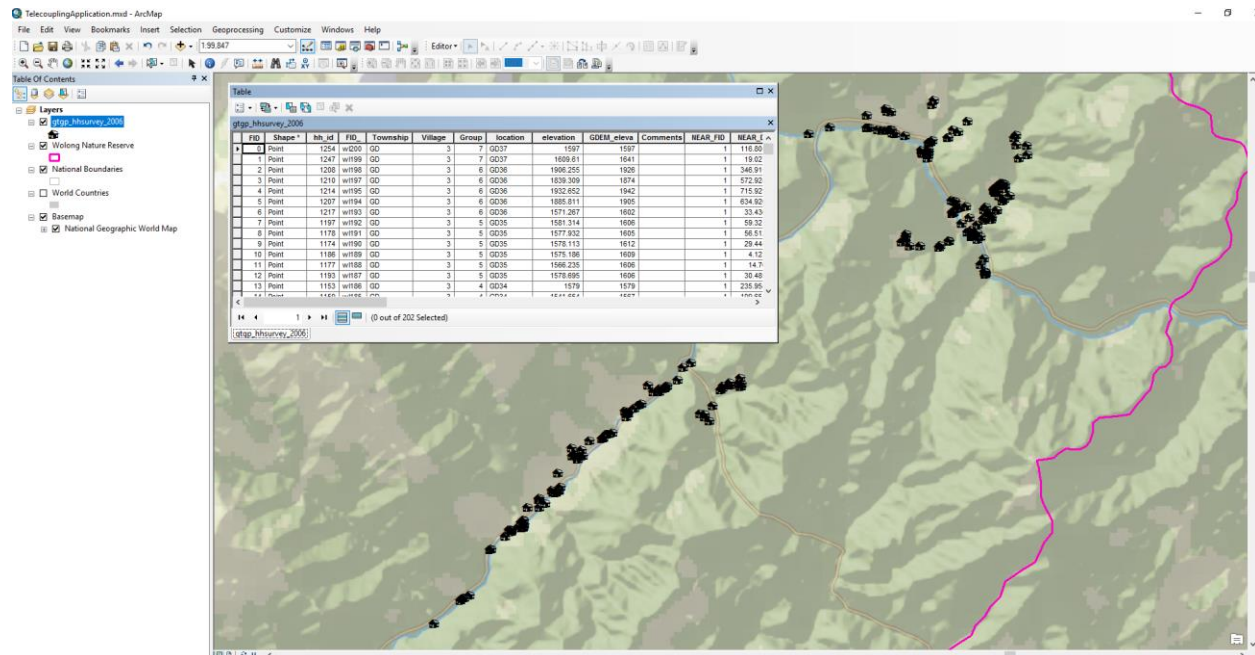 TelecouplingApplication.mxd - ArcMap
File Edit View Bookmarks Insert Selection Geoprocessing Customize Windows Help
1:99,847
Editor
Table Of Contents
Layers
gtgp_hhsurvey_2006
Wolong Nature Reserve
National Boundaries
World Countries
Basemap
National Geographic World Map
Table
gtgp_hhsurvey_2006
FID Shape * hh_id FID_ Township Village Group location elevation GDEM_eleva Comments NEAR_FID NEAR_D
0 Point 1254 wl200 GD 3 7 GD37 1597 1597 1 116.80
1 Point 1247 wl199 GD 3 7 GD37 1609.61 1641 1 19.02
2 Point 1208 wl198 GD 3 6 GD36 1906.255 1926 1 346.91
3 Point 1210 wl197 GD 3 6 GD36 1839.309 1874 1 572.92
4 Point 1214 wl195 GD 3 6 GD36 1932.652 1942 1 715.92
5 Point 1207 wl194 GD 3 6 GD36 1885.811 1905 1 634.92
6 Point 1217 wl193 GD 3 6 GD36 1571.267 1602 1 33.43
7 Point 1197 wl192 GD 3 5 GD35 1581.314 1606 1 59.32
8 Point 1178 wl191 GD 3 5 GD35 1577.932 1605 1 56.51
9 Point 1174 wl190 GD 3 5 GD35 1578.113 1612 1 29.44
10 Point 1186 wl189 GD 3 5 GD35 1575.186 1609 1 4.12
11 Point 1177 wl188 GD 3 5 GD35 1566.235 1606 1 14.7
12 Point 1193 wl187 GD 3 5 GD35 1578.695 1606 1 30.48
13 Point 1153 wl186 GD 3 4 GD34 1579 1579 1 235.95
1 (0 out of 202 Selected)
gtgp_hhsurvey_2006